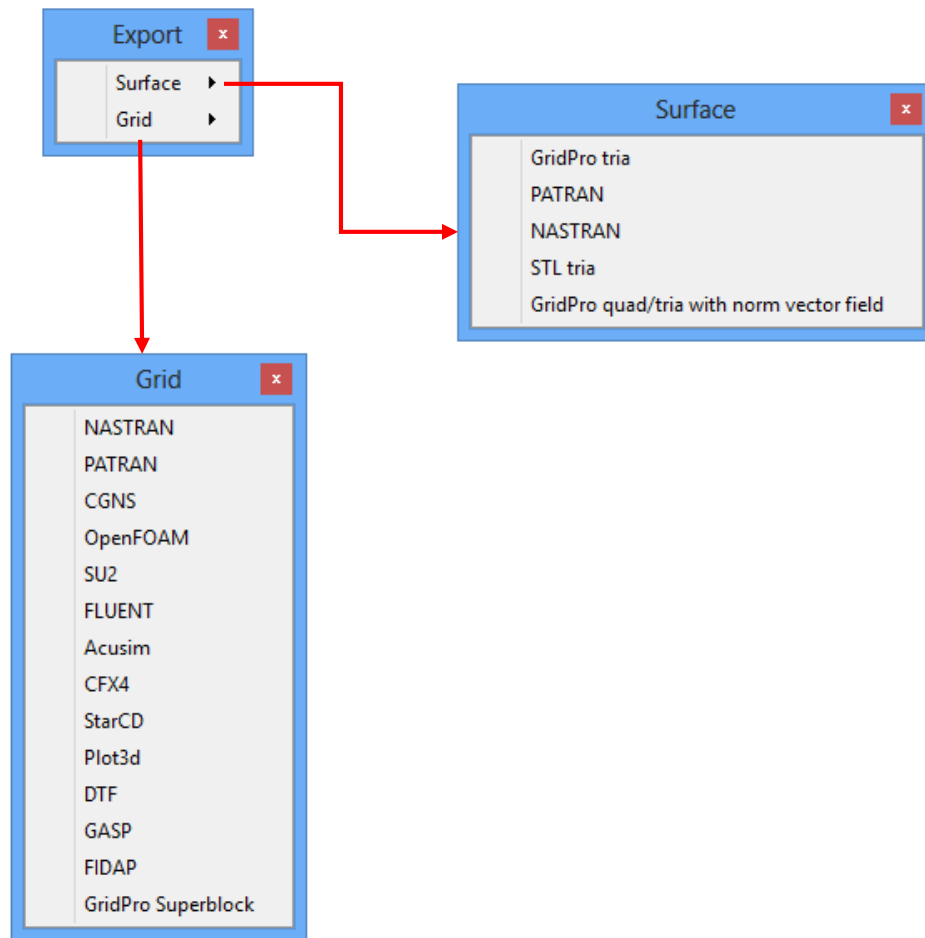 Export
x
Surface
Grid
Surface
x
GridPro tria
PATRAN
NASTRAN
STL tria
GridPro quad/tria with norm vector field
Grid
x
NASTRAN
PATRAN
CGNS
OpenFOAM
SU2
FLUENT
Acusim
CFX4
StarCD
Plot3d
DTF
GASP
FIDAP
GridPro Superblock